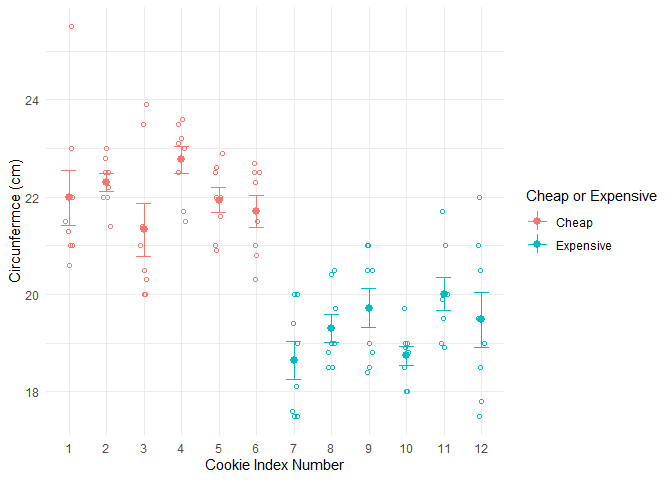 24
22
20
18
Circunfermce (cm)
1 2 3 4 5 6 7 8 9 10 11 12
Cookie Index Number
Cheap or Expensive
Cheap
Expensive